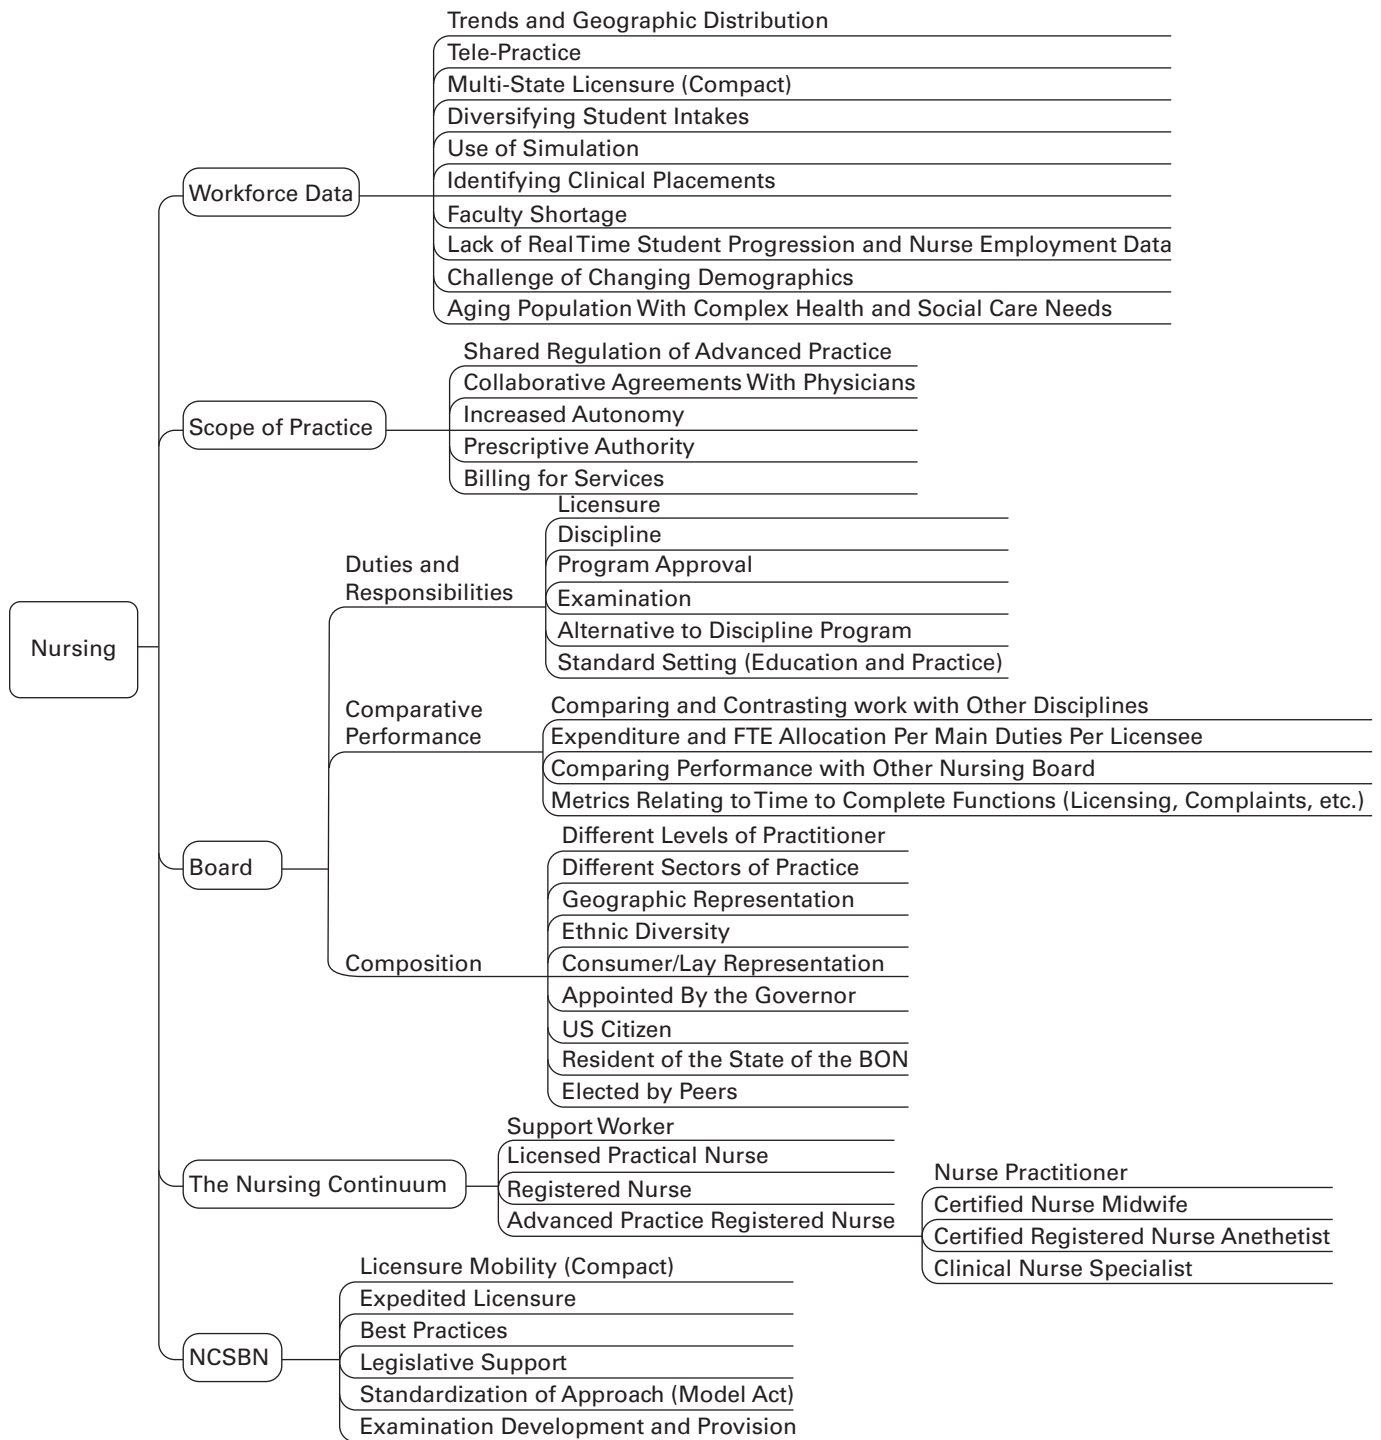 Trends and Geographic Distribution
Tele-Practice
Multi-State Licensure (Compact)
Diversifying Student Intakes
Use of Simulation
Workforce Data
Identifying Clinical Placements
Faculty Shortage
Lack of Real Time Student Progression and Nurse Employment Data
Challenge of Changing Demographics
Aging Population With Complex Health and Social Care Needs
Shared Regulation of Advanced Practice
Collaborative Agreements With Physicians
Scope of Practice
Increased Autonomy
Prescriptive Authority
Billing for Services
Licensure
Discipline
Duties and
Responsibilities
Program Approval
Examination
Alternative to Discipline Program
Standard Setting (Education and Practice)
Nursing
Comparative
Performance
Comparing and Contrasting work with Other Disciplines
Expenditure and FTE Allocation Per Main Duties Per Licensee
Comparing Performance with Other Nursing Board
Metrics Relating to Time to Complete Functions (Licensing, Complaints, etc.)
Board
Different Levels of Practitioner
Different Sectors of Practice
Geographic Representation
Ethnic Diversity
Composition
Consumer/Lay Representation
Appointed By the Governor
US Citizen
Resident of the State of the BON
Elected by Peers
The Nursing Continuum
Support Worker
Licensed Practical Nurse
Registered Nurse
Advanced Practice Registered Nurse
Nurse Practitioner
Certified Nurse Midwife
Certified Registered Nurse Anethetist
Clinical Nurse Specialist
NCSBN
Licensure Mobility (Compact)
Expedited Licensure
Best Practices
Legislative Support
Standardization of Approach (Model Act)
Examination Development and Provision